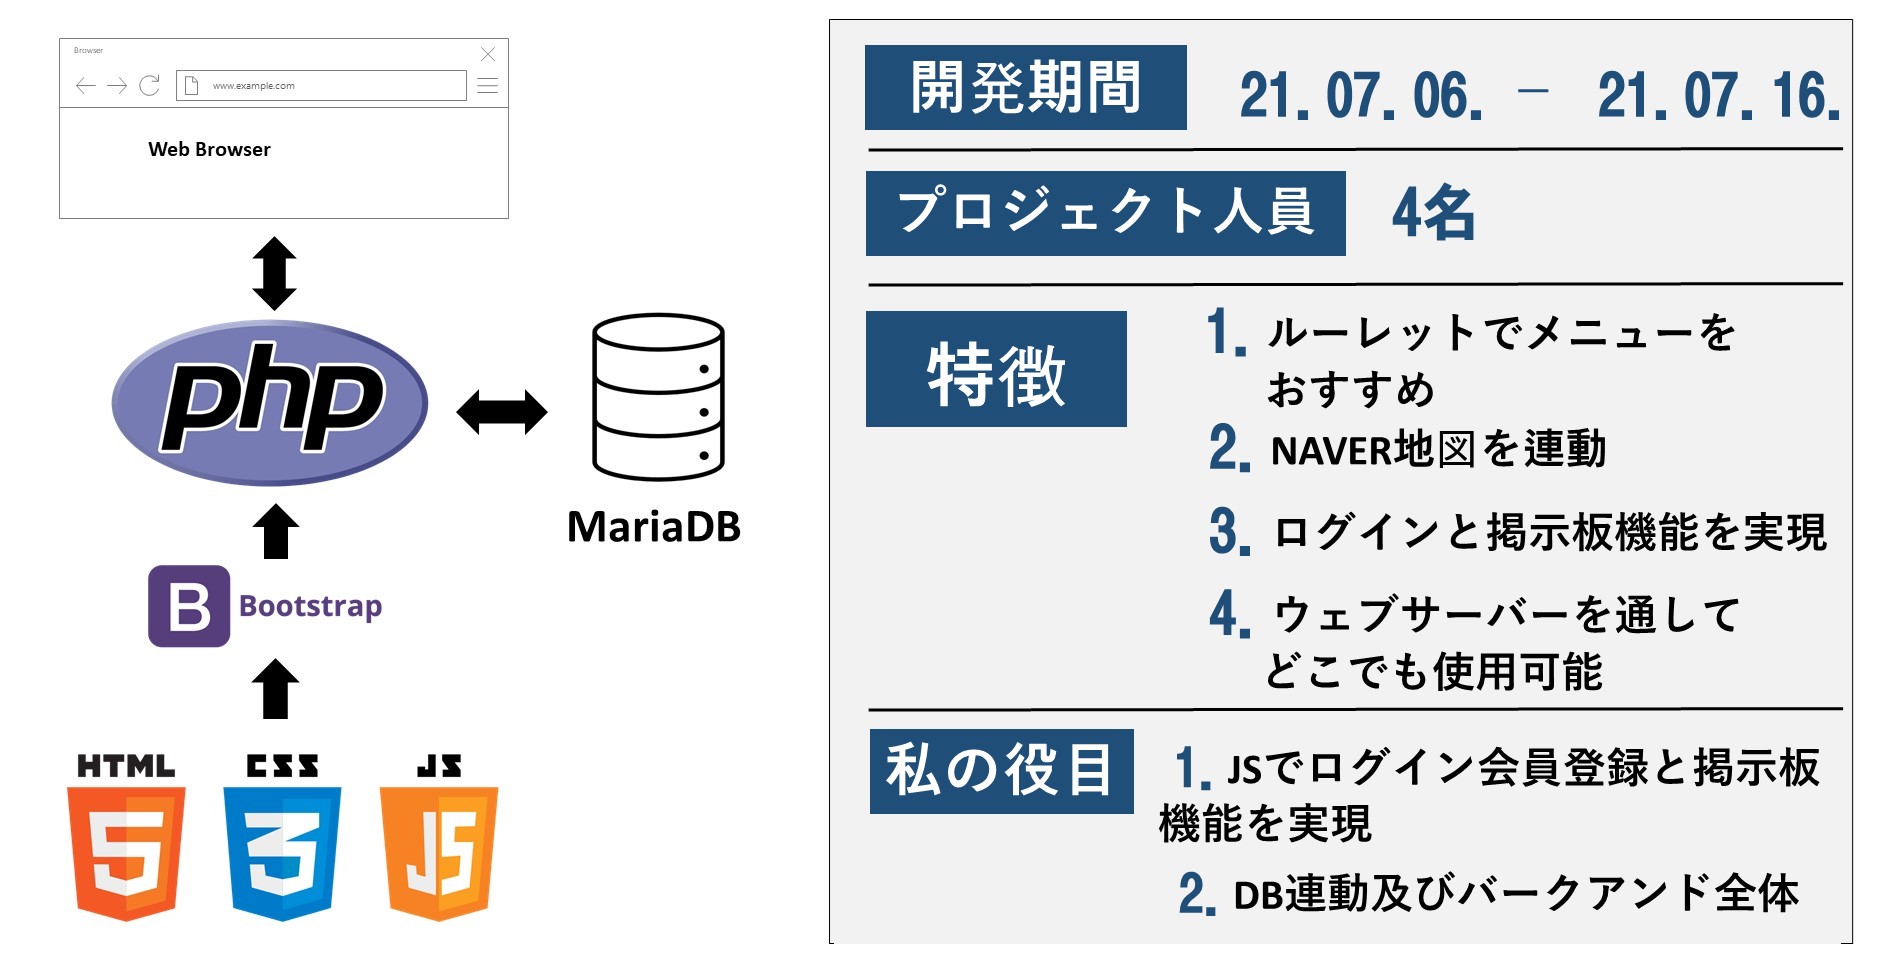 Browser
www.example.com
Web Browser
php
MariaDB
B Bootstrap
HTML CSS JS
5 3 JS
開発期間 21. 07. 06. – 21. 07. 16.
プロジェクト人員 4名
特徴
1. ルーレットでメニューを
おすすめ
2. NAVER地図を連動
3. ログインと掲示板機能を実現
4. ウェブサーバーを通して
どこでも使用可能
私の役目
1. JSでログイン会員登録と掲示板
機能を実現
2. DB連動及びバークアンド全体